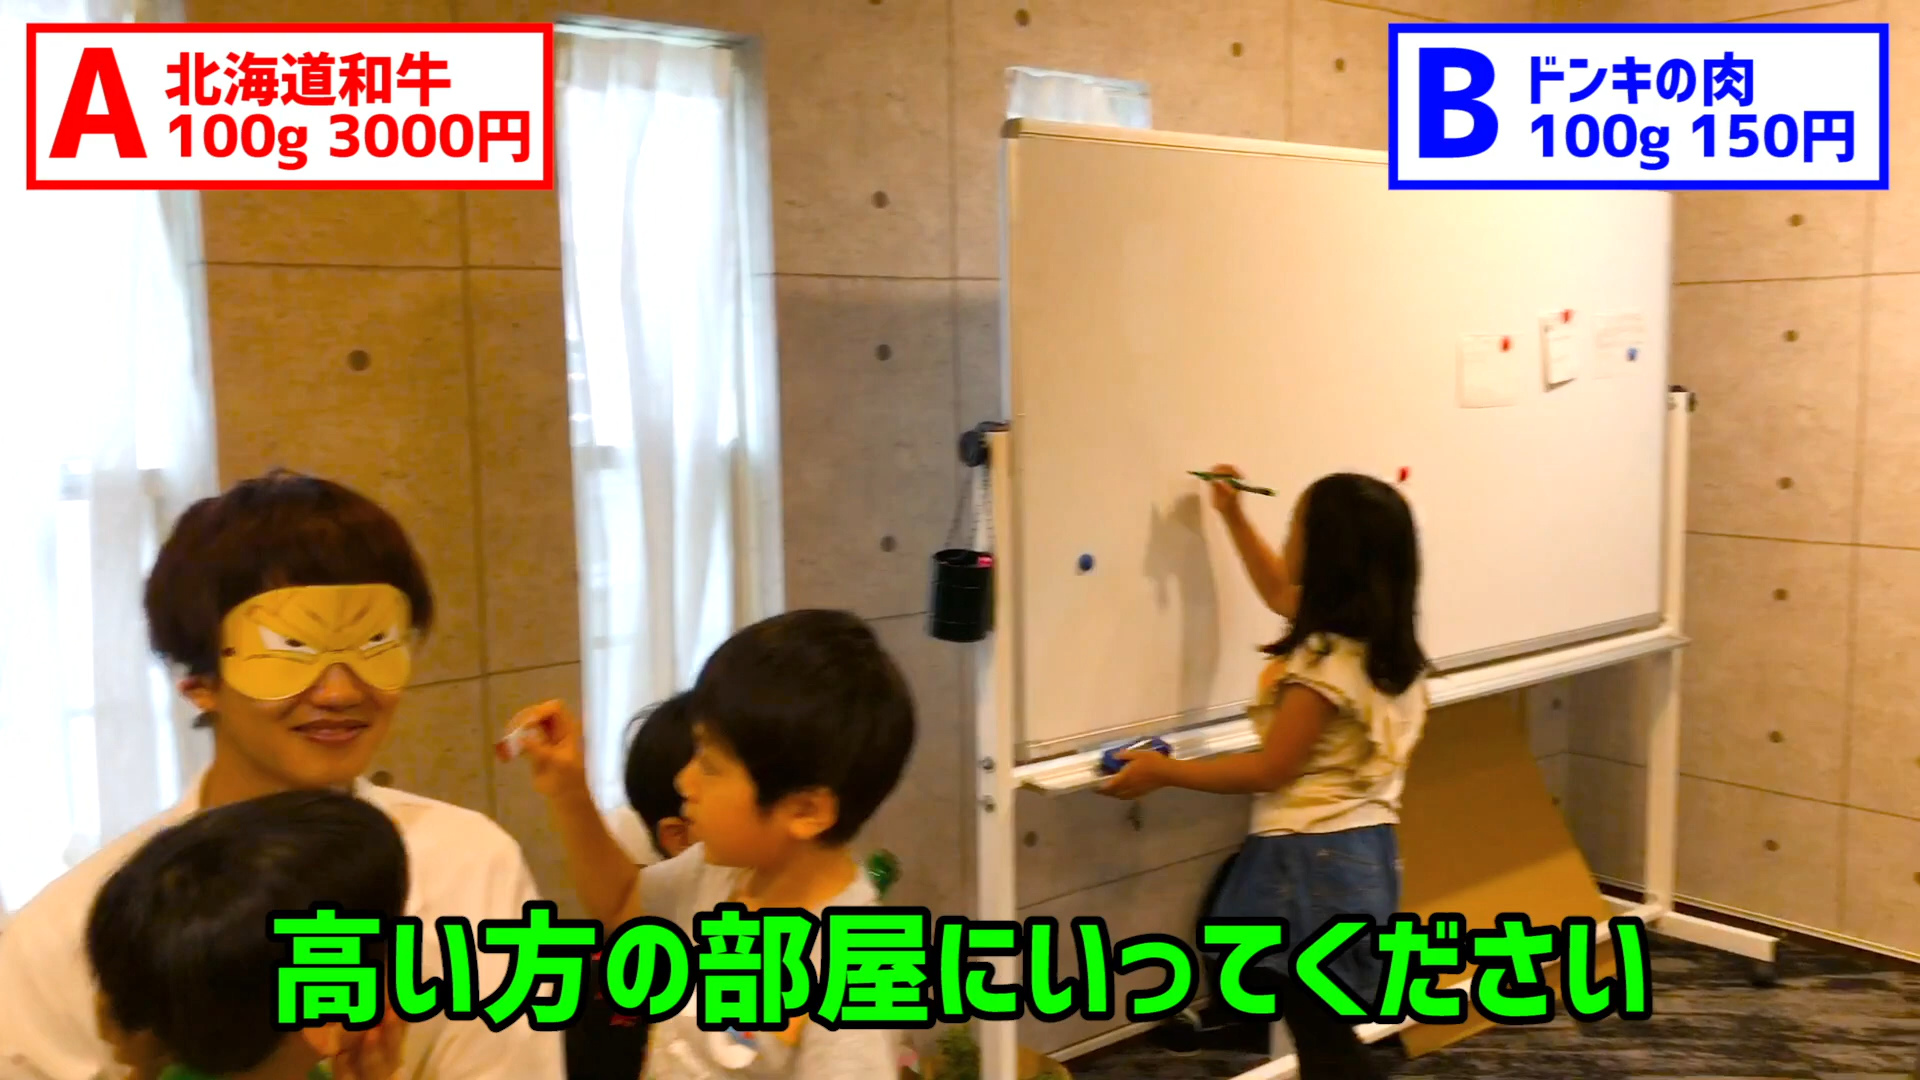 A
北海道和牛
100g 3000円
B
ドンキの肉
100g 150円
高い方の部屋にいってください